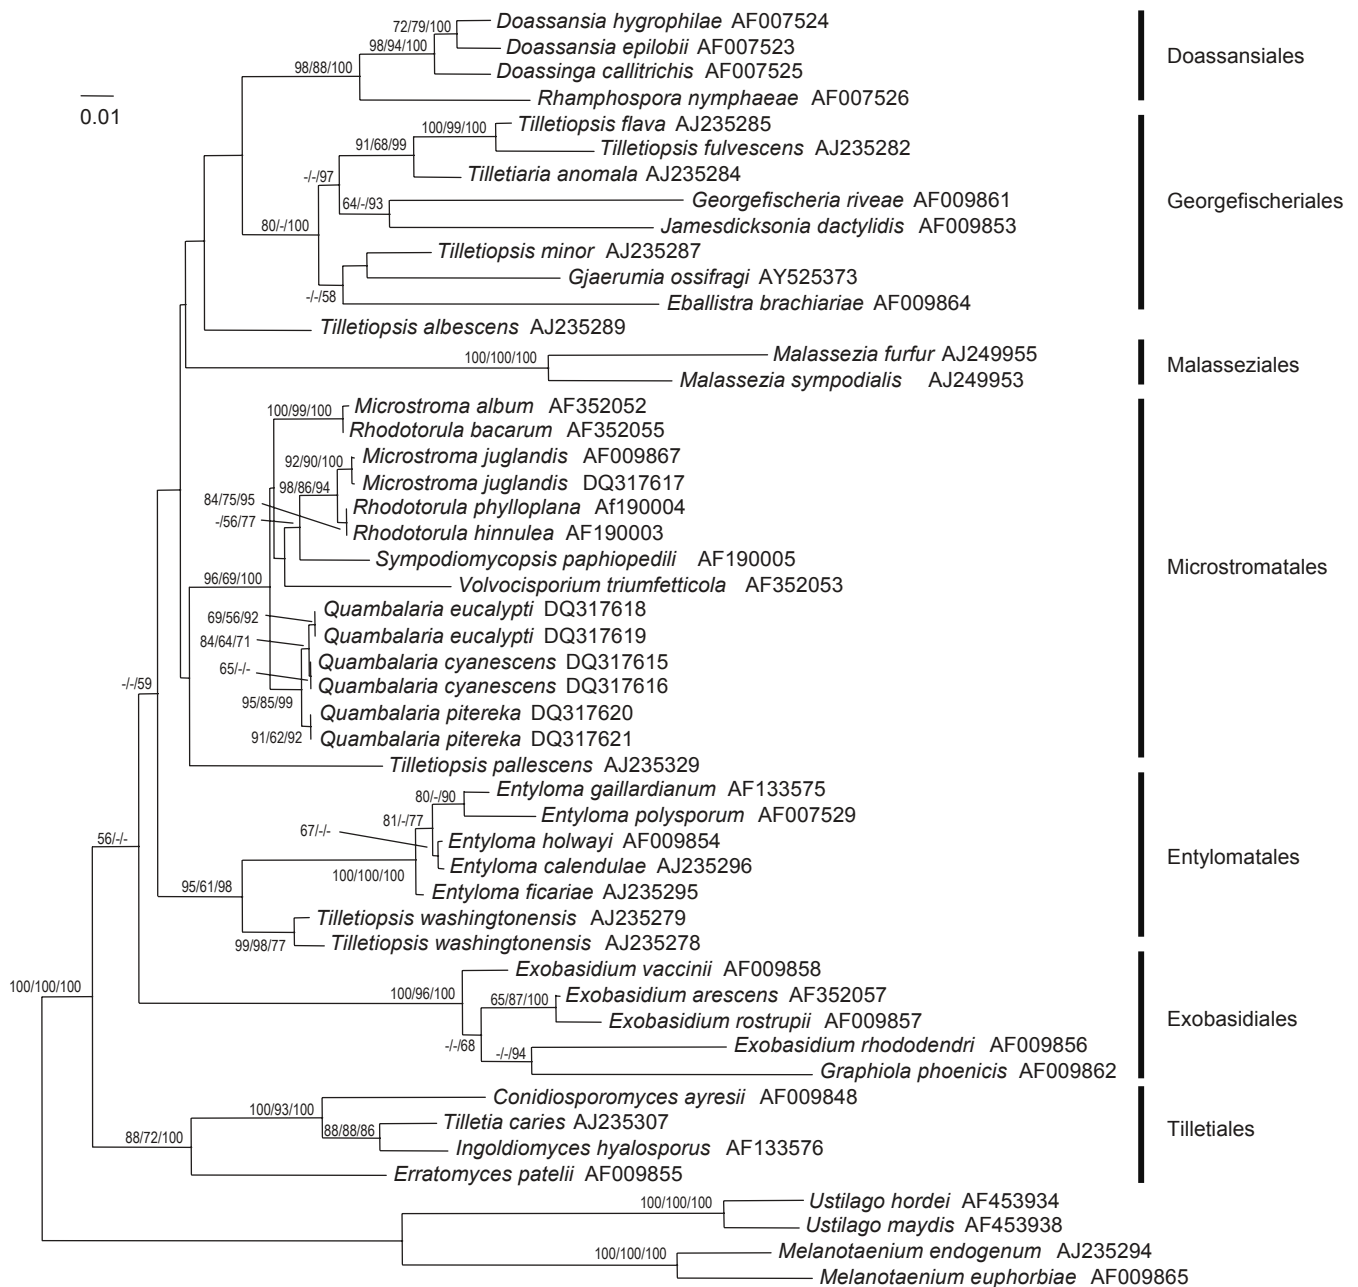 72/79/100
Doassansia hygrophilae AF007524
98/94/100
Doassansia epilobii AF007523
Doassansiales
98/88/100
Doassinga callitrichis AF007525
0.01
Rhamphospora nymphaeae AF007526
100/99/100
Tilletiopsis flava AJ235285
91/68/99
Tilletiopsis fulvescens AJ235282
-/-/97
Tilletiaria anomala AJ235284
64/-/93
Georgefischeria riveae AF009861
Georgefischeriales
80/-/100
Jamesdicksonia dactylidis AF009853
Tilletiopsis minor AJ235287
Gjaerumia ossifragi AY525373
-/-/58
Eballistra brachiariae AF009864
Tilletiopsis albescens AJ235289
100/100/100
Malassezia furfur AJ249955
Malasseziales
Malassezia sympodialis AJ249953
100/99/100
Microstroma album AF352052
Rhodotorula bacarum AF352055
92/90/100
Microstroma juglandis AF009867
98/86/94
Microstroma juglandis DQ317617
84/75/95
Rhodotorula phylloplana Af190004
-/56/77
Rhodotorula hinnulea AF190003
Sympodiomycopsis paphiopedili AF190005
Microstromatales
96/69/100
Volvocisporium triumfetticola AF352053
69/56/92
Quambalaria eucalypti DQ317618
84/64/71
Quambalaria eucalypti DQ317619
65/-/-
Quambalaria cyanescens DQ317615
Quambalaria cyanescens DQ317616
-/-/59
95/85/99
Quambalaria pitereka DQ317620
91/62/92
Quambalaria pitereka DQ317621
Tilletiopsis pallescens AJ235329
80/-/90
Entyloma gaillardianum AF133575
81/-/77
Entyloma polysporum AF007529
67/-/-
Entyloma holwayi AF009854
56/-/-
Entylomatales
100/100/100
Entyloma calendulae AJ235296
95/61/98
Entyloma ficariae AJ235295
Tilletiopsis washingtonensis AJ235279
99/98/77
Tilletiopsis washingtonensis AJ235278
Exobasidium vaccinii AF009858
100/100/100
100/96/100
65/87/100
Exobasidium arescens AF352057
Exobasidium rostrupii AF009857
Exobasidiales
-/-/68
-/-/94
Exobasidium rhododendri AF009856
Graphiola phoenicis AF009862
100/93/100
Conidiosporomyces ayresii AF009848
88/88/86
Tilletia caries AJ235307
Tilletiales
88/72/100
Ingoldiomyces hyalosporus AF133576
Erratomyces patelii AF009855
100/100/100
Ustilago hordei AF453934
Ustilago maydis AF453938
100/100/100
Melanotaenium endogenum AJ235294
Melanotaenium euphorbiae AF009865